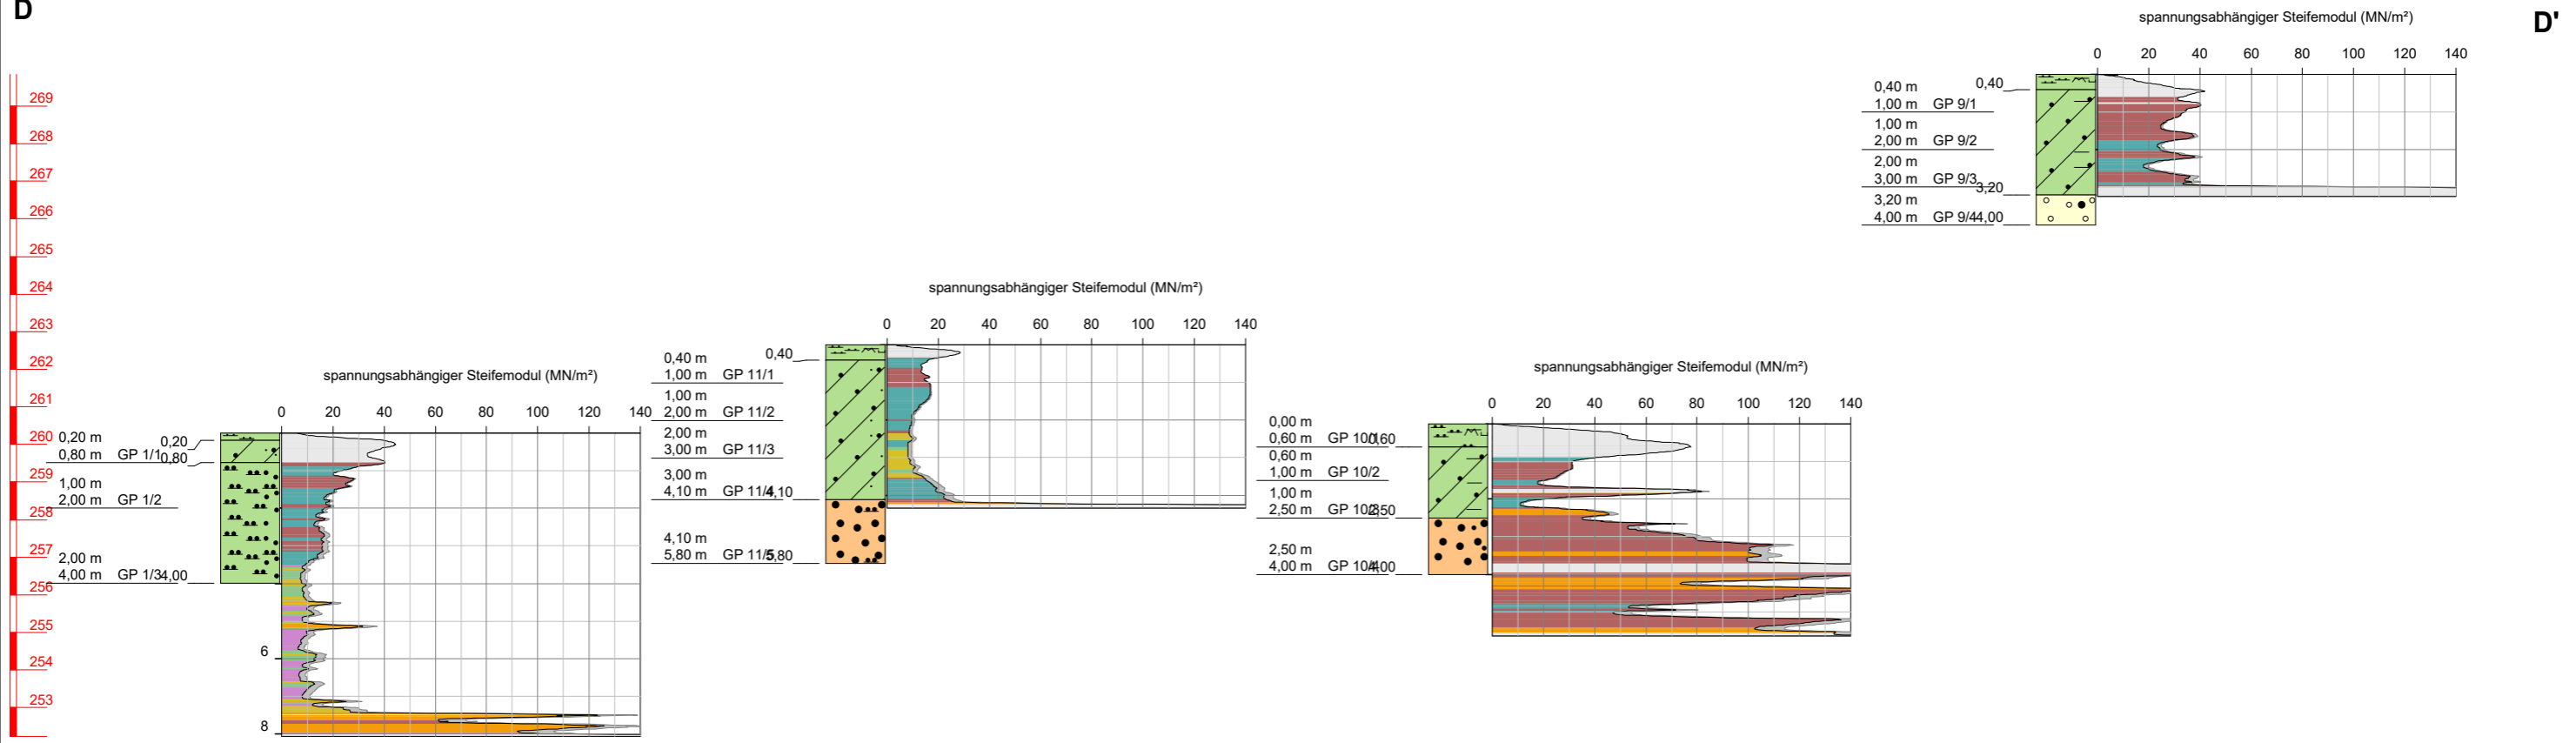 D
D'
spannungsabhängiger Steifemodul (MN/m²)
0 20 40 60 80 100 120 140
0,40 m 0,40
1,00 m GP 9/1
1,00 m
2,00 m GP 9/2
2,00 m
3,00 m GP 9/3 3,20
3,20 m
4,00 m GP 9/4 4,00
269
268
267
266
265
264
263
262
261
260
259
258
257
256
255
254
253
spannungsabhängiger Steifemodul (MN/m²)
0 20 40 60 80 100 120 140
0,40 m 0,40
1,00 m GP 11/1
1,00 m
2,00 m GP 11/2
2,00 m
3,00 m GP 11/3
3,00 m
4,10 m GP 11/4 4,10
4,10 m
5,80 m GP 11/5 5,80
spannungsabhängiger Steifemodul (MN/m²)
0 20 40 60 80 100 120 140
0,00 m
0,60 m GP 10/1 0,60
0,60 m
1,00 m GP 10/2
1,00 m
2,50 m GP 10/3 2,50
2,50 m
4,00 m GP 10/4 4,00
spannungsabhängiger Steifemodul (MN/m²)
0 20 40 60 80 100 120 140
0,20 m 0,20
0,80 m GP 1/1 0,80
1,00 m
2,00 m GP 1/2
2,00 m
4,00 m GP 1/3 4,00
6
8